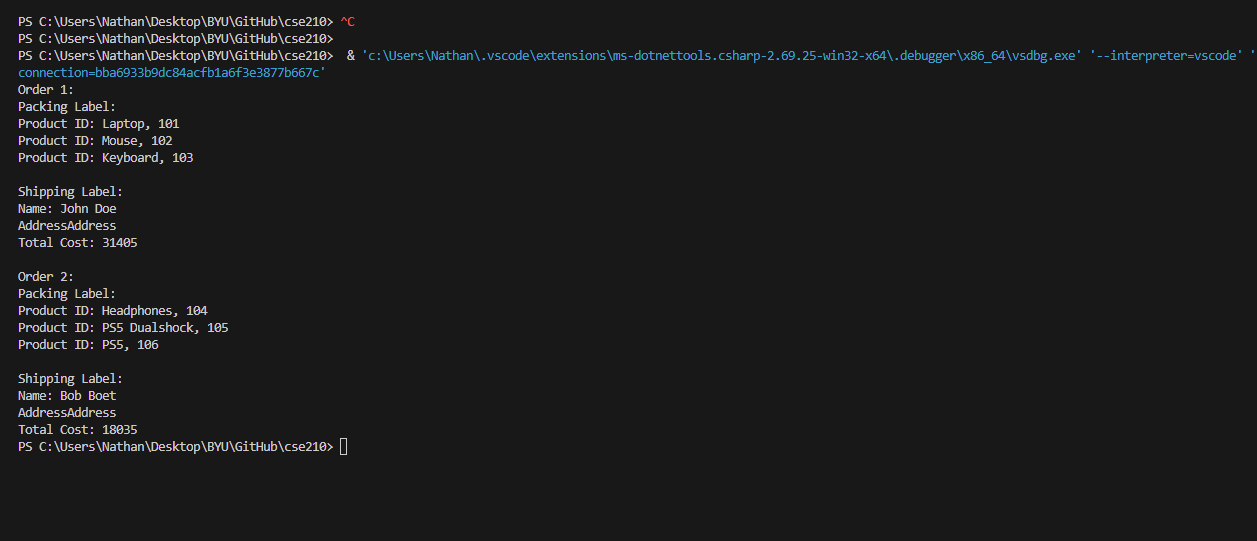 PS C:\Users\Nathan\Desktop\BYU\GitHub\cse210> ^C
PS C:\Users\Nathan\Desktop\BYU\GitHub\cse210>
PS C:\Users\Nathan\Desktop\BYU\GitHub\cse210>  & 'c:\Users\Nathan\.vscode\extensions\ms-dotnettools.csharp-2.69.25-win32-x64\.debugger\x86_64\vsdbg.exe' '--interpreter=vscode' '
connection=bba6933b9dc84acfb1a6f3e3877b667c'
Order 1:
Packing Label:
Product ID: Laptop, 101
Product ID: Mouse, 102
Product ID: Keyboard, 103
Shipping Label:
Name: John Doe
AddressAddress
Total Cost: 31405
Order 2:
Packing Label:
Product ID: Headphones, 104
Product ID: PS5 Dualshock, 105
Product ID: PS5, 106
Shipping Label:
Name: Bob Boet
AddressAddress
Total Cost: 18035
PS C:\Users\Nathan\Desktop\BYU\GitHub\cse210>